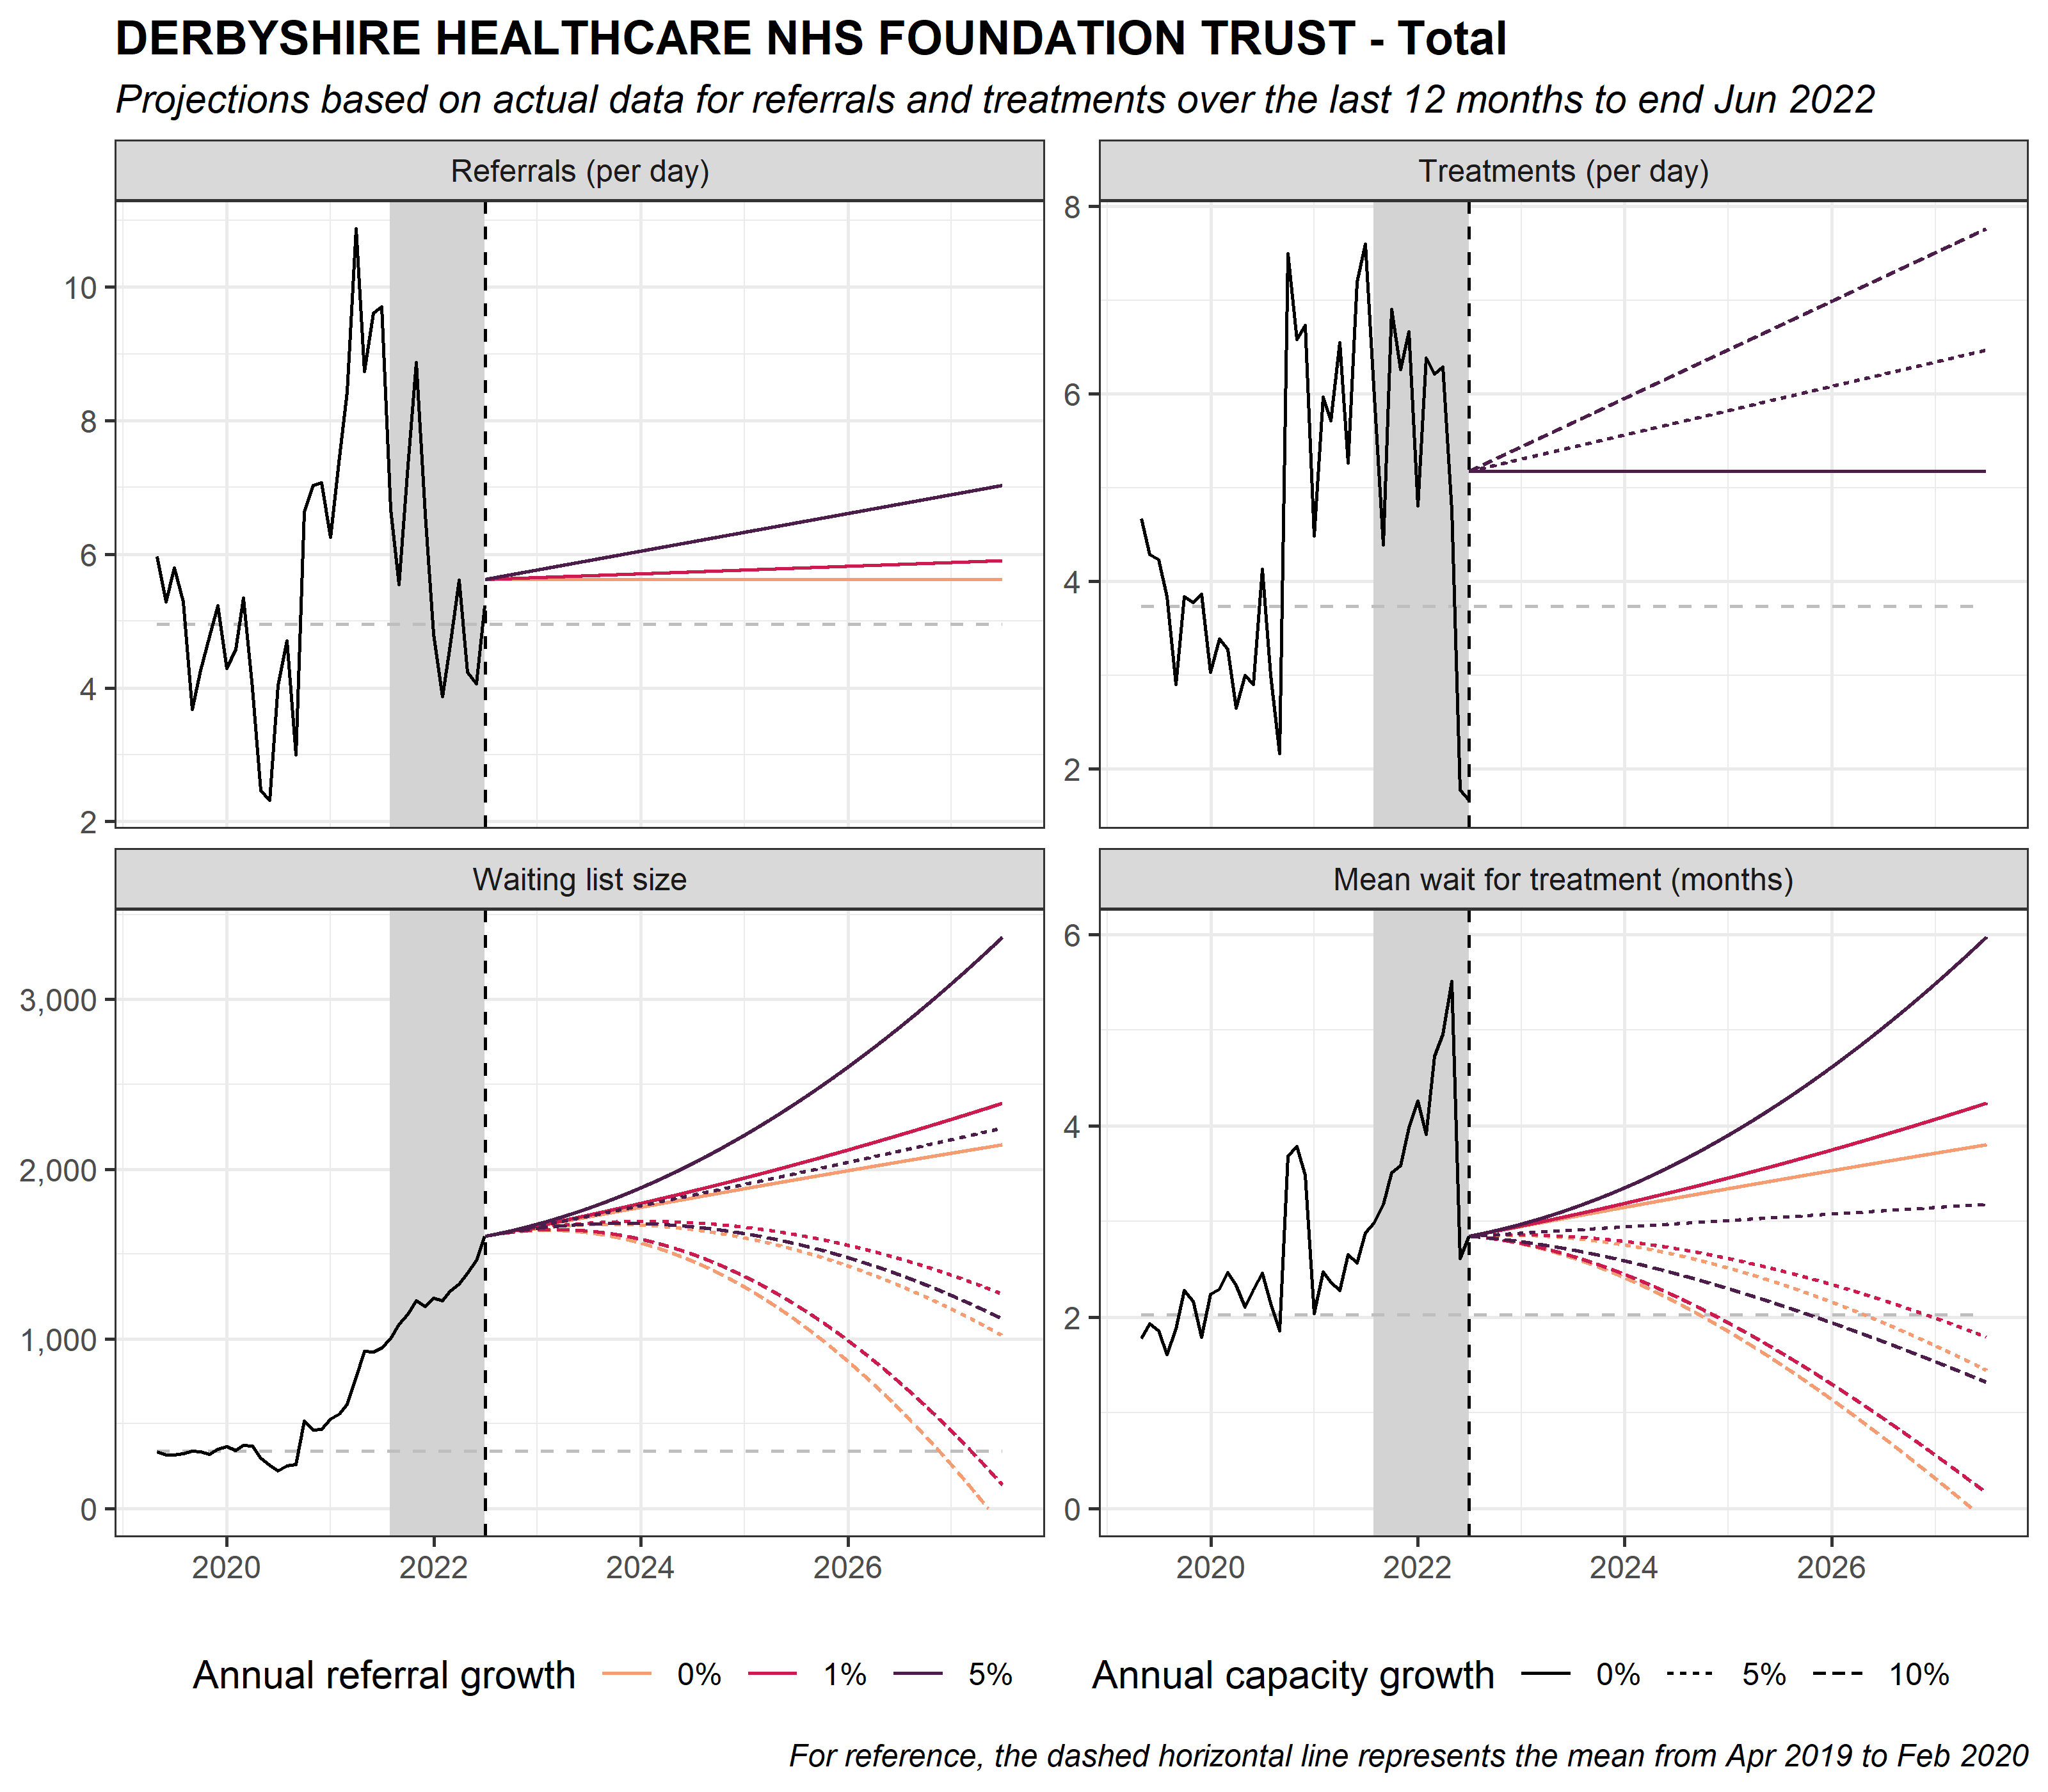 DERBYSHIRE HEALTHCARE NHS FOUNDATION TRUST - Total
Projections based on actual data for referrals and treatments over the last 12 months to end Jun 2022
Referrals (per day)
10
8
6
4
2
Treatments (per day)
8
6
4
2
Waiting list size
3,000
2,000
1,000
0
2020 2022 2024 2026
Mean wait for treatment (months)
6
4
2
0
2020 2022 2024 2026
Annual referral growth 0% 1% 5%
Annual capacity growth 0% 5% 10%
For reference, the dashed horizontal line represents the mean from Apr 2019 to Feb 2020